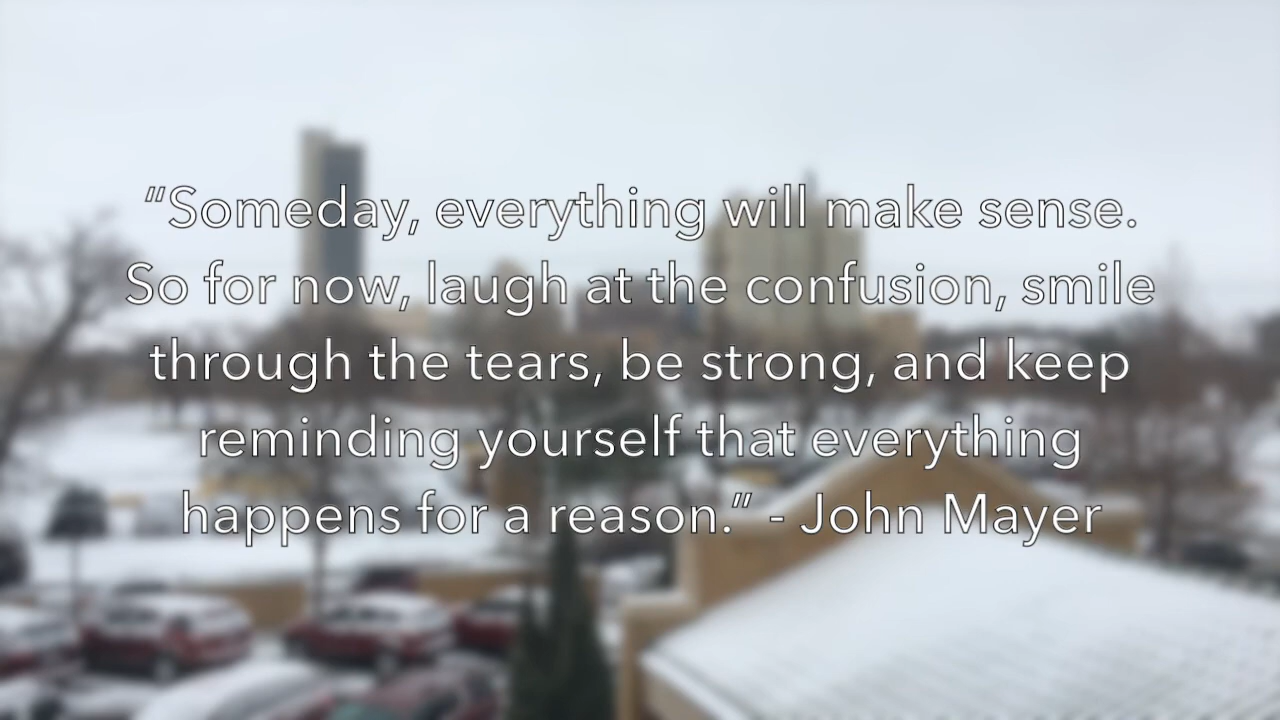 “Someday, everything will make sense.
So for now, laugh at the confusion, smile
through the tears, be strong, and keep
reminding yourself that everything
happens for a reason.” - John Mayer